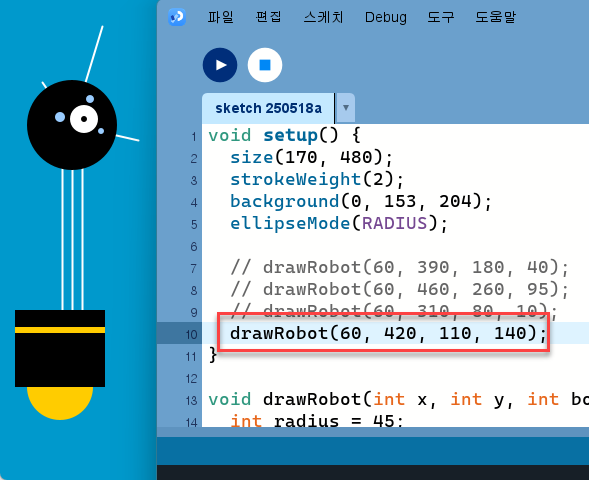 파일 편집 스케치 Debug 도구 도움말
sketch 250518a
1 void setup() {
2 size(170, 480);
3 strokeWeight(2);
4 background(0, 153, 204);
5 ellipseMode(RADIUS);
6
7 // drawRobot(60, 390, 180, 40);
8 // drawRobot(60, 460, 260, 95);
9 // drawRobot(60, 310, 80, 10);
10 drawRobot(60, 420, 110, 140);
11 }
12
13 void drawRobot(int x, int y, int bo
14 int radius = 45;